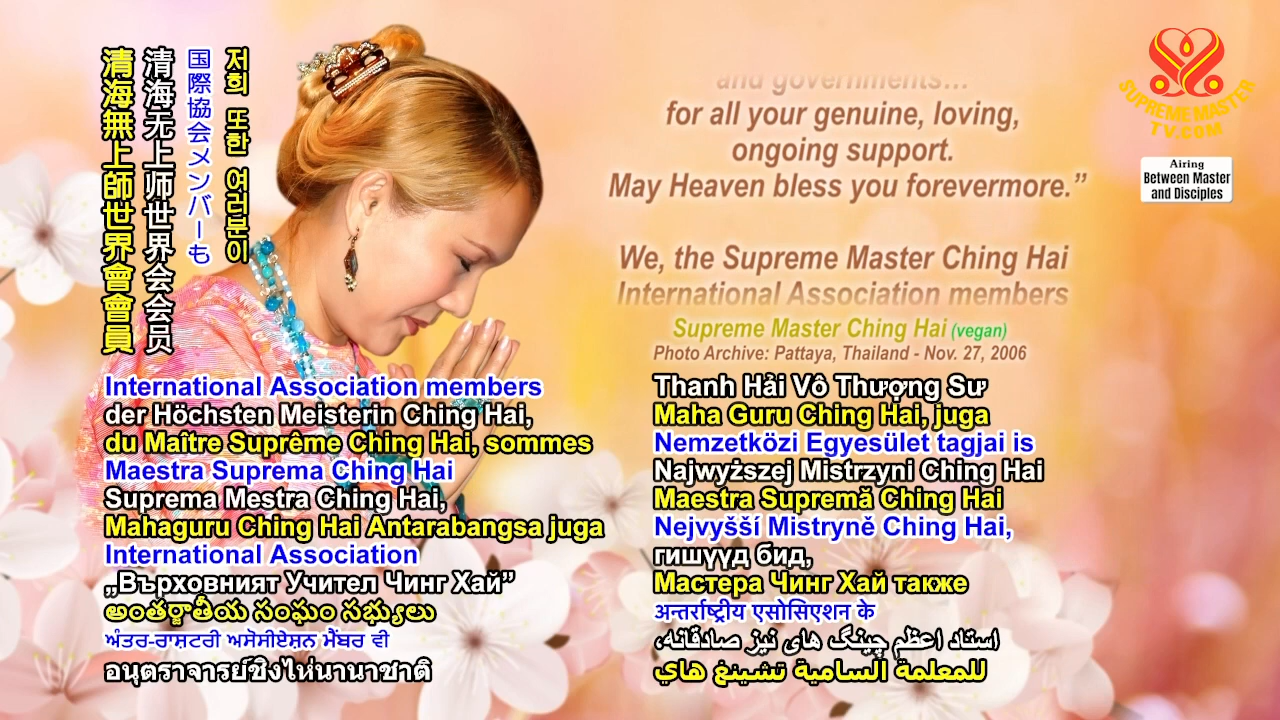 清海無上師世界會會員
清海无上师世界会会员
国際協会メンバーも
저희 또한 여러분이
and governments…
for all your genuine, loving,
ongoing support.
May Heaven bless you forevermore.”
We, the Supreme Master Ching Hai
International Association members
Supreme Master Ching Hai (vegan)
Photo Archive: Pattaya, Thailand - Nov. 27, 2006
SUPREME MASTER
TV.COM
Airing
Between Master
and Disciples
International Association members
der Höchsten Meisterin Ching Hai,
du Maître Suprême Ching Hai, sommes
Maestra Suprema Ching Hai
Suprema Mestra Ching Hai,
Mahaguru Ching Hai Antarabangsa juga
International Association
„Върховният Учител Чинг Хай”
అంతర్జాతీయ సంఘం సభ్యులు
ਅੰਤਰ-ਰਾਸ਼ਟਰੀ ਅਸੋਸੀਏਸ਼ਨ ਮੈਂਬਰ ਵੀ
อนุตราจารย์ชิงไห่นานาชาติ
Thanh Hải Vô Thượng Sư
Maha Guru Ching Hai, juga
Nemzetközi Egyesület tagjai is
Najwyższej Mistrzyni Ching Hai
Maestra Supremă Ching Hai
Nejvyšší Mistryně Ching Hai,
гишүүд бид,
Мастера Чинг Хай также
अन्तर्राष्ट्रीय एसोसिएशन के
استاد اعظم چینگ های نیز صادقانه،
للمعلمة السامية تشينغ هاي